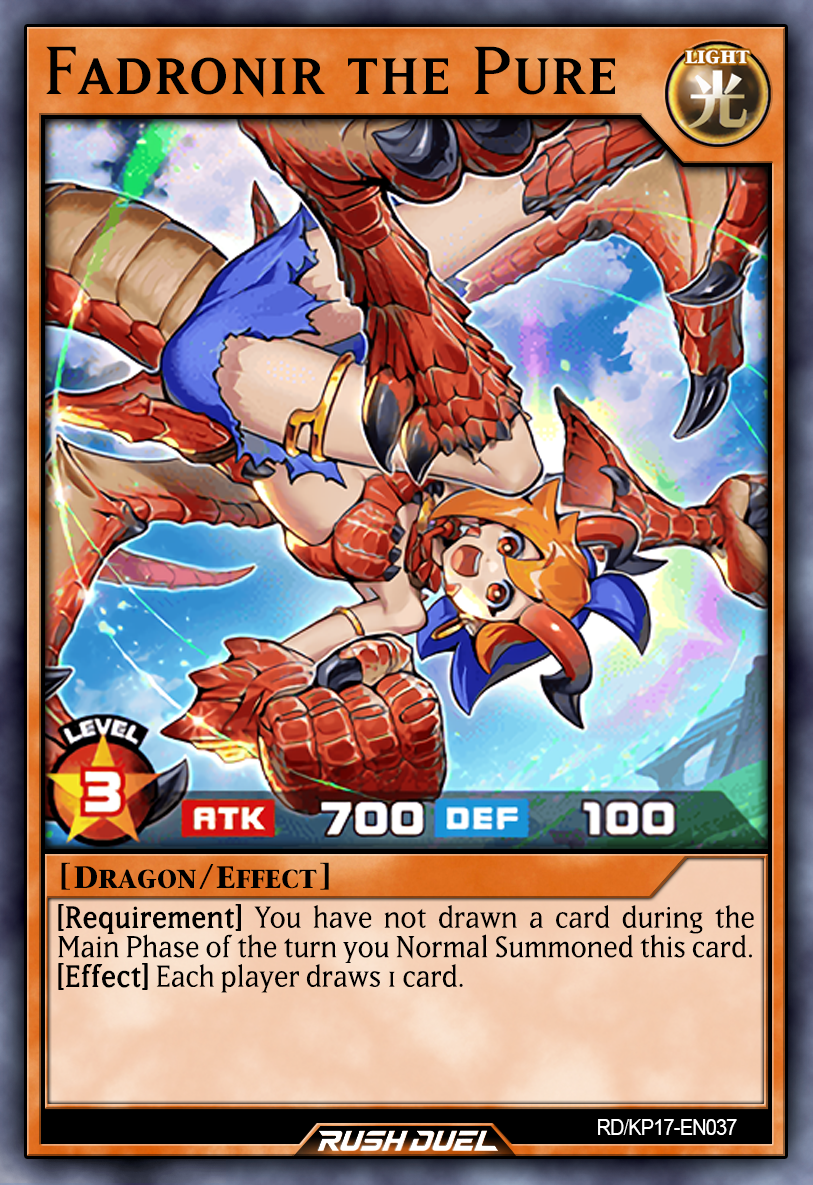 Fadronir the Pure
LIGHT
光
LEVEL
3
ATK 700 DEF 100
[Dragon/Effect]
[Requirement] You have not drawn a card during the
Main Phase of the turn you Normal Summoned this card.
[Effect] Each player draws 1 card.
RD/KP17-EN037
RUSH DUEL